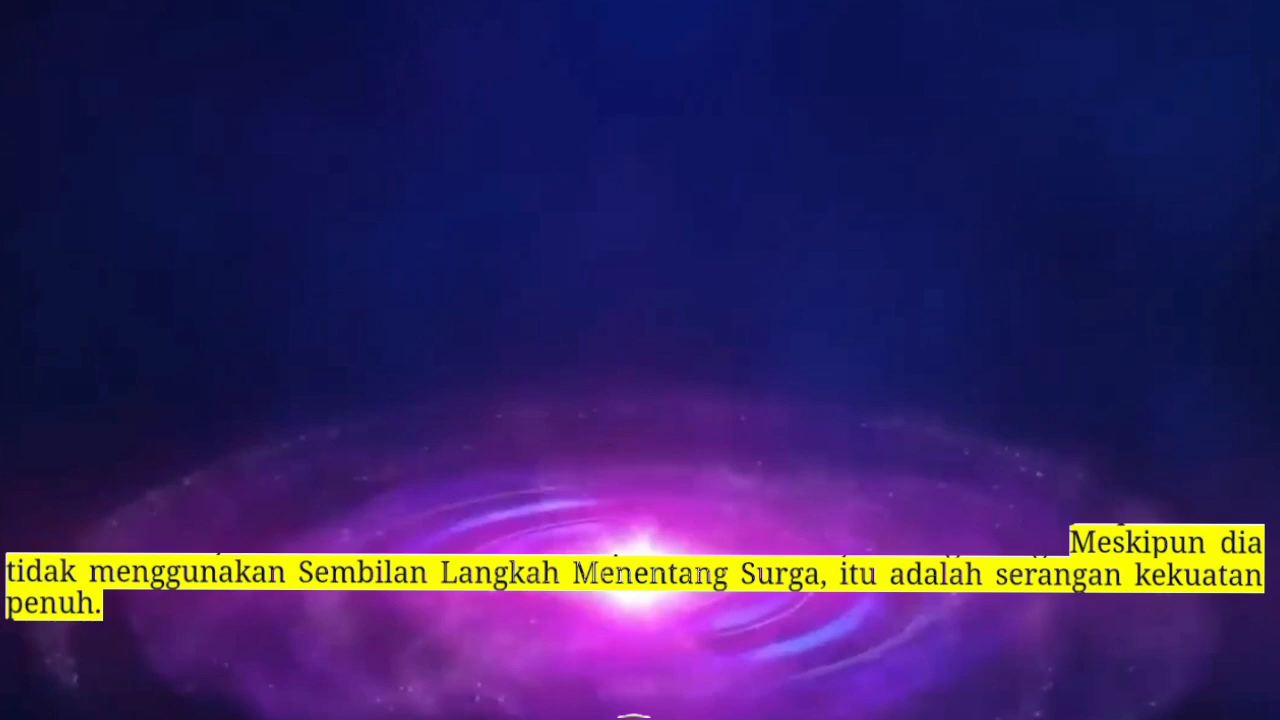 Meskipun dia
tidak menggunakan Sembilan Langkah Menentang Surga, itu adalah serangan kekuatan
penuh.